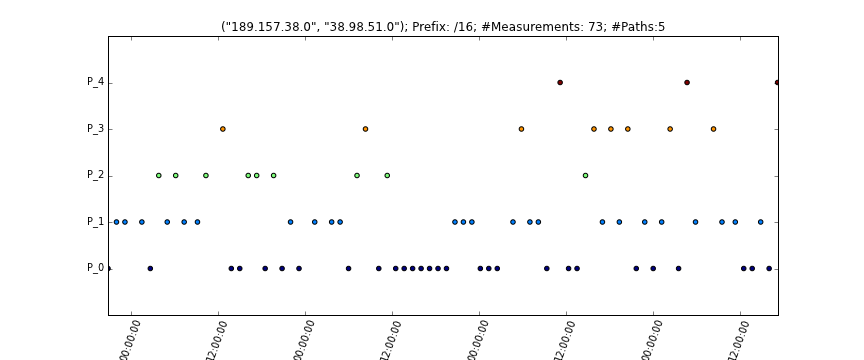 ("189.157.38.0", "38.98.51.0"); Prefix: /16; #Measurements: 73; #Paths:5
P_4
P_3
P_2
P_1
P_0
00:00:00
12:00:00
00:00:00
12:00:00
00:00:00
12:00:00
00:00:00
12:00:00